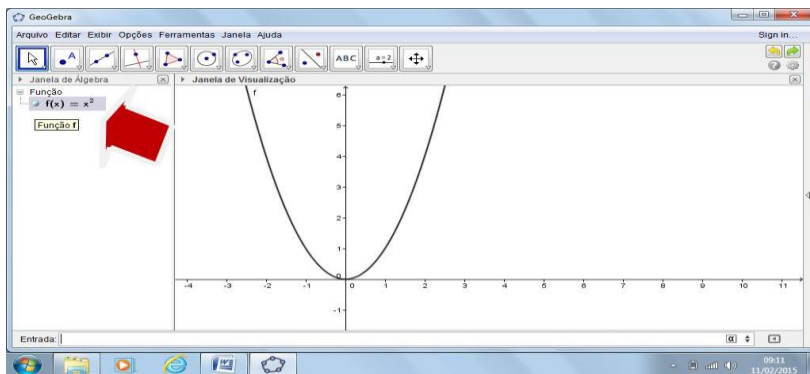 GeoGebra
Arquivo Editar Exibir Opções Ferramentas Janela Ajuda
Sign in...
A
ABC
a=2
Janela de Álgebra
Janela de Visualização
Função
f(x) = x²
Função f
f
6
5
4
3
2
1
0
-1
-4 -3 -2 -1 0 1 2 3 4 5 6 7 8 9 10 11
Entrada:
α
W
09:11
11/02/2015